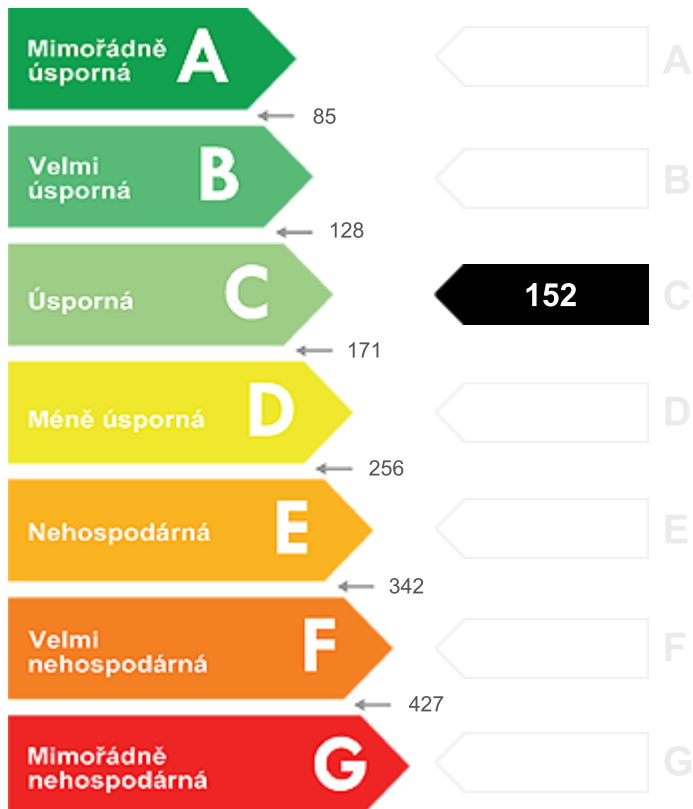 Mimořádně
úsporná
A
A
85
Velmi
úsporná
B
B
128
Úsporná
C
152
C
171
Méně úsporná
D
D
256
Nehospodárná
E
E
342
Velmi
nehospodárná
F
F
427
Mimořádně
nehospodárná
G
G